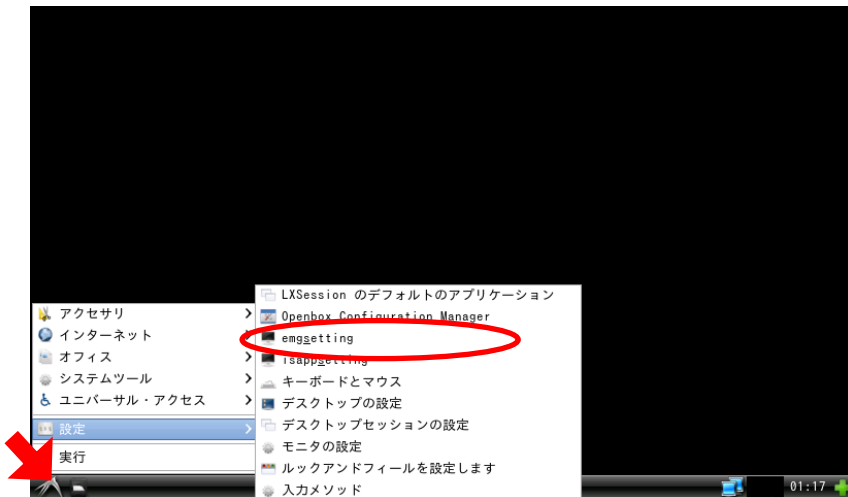 アクセサリ
インターネット
オフィス
システムツール
ユニバーサル・アクセス
設定
実行
LXSession のデフォルトのアプリケーション
Openbox Configuration Manager
emgsetting
isappsetting
キーボードとマウス
デスクトップの設定
デスクトップセッションの設定
モニタの設定
ルックアンドフィールを設定します
入力メソッド
01:17